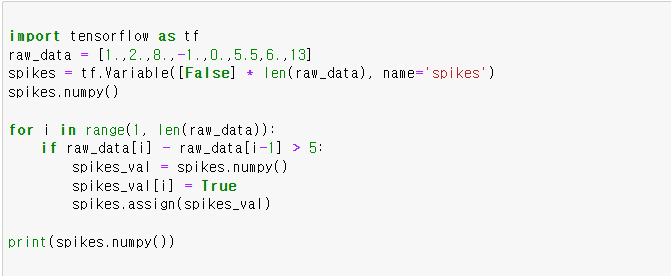 import tensorflow as tf
raw_data = [1.,2.,8.,-1.,0.,5.5,6.,13]
spikes = tf.Variable([False] * len(raw_data), name='spikes')
spikes.numpy()
for i in range(1, len(raw_data)):
    if raw_data[i] - raw_data[i-1] > 5:
        spikes_val = spikes.numpy()
        spikes_val[i] = True
        spikes.assign(spikes_val)
print(spikes.numpy())